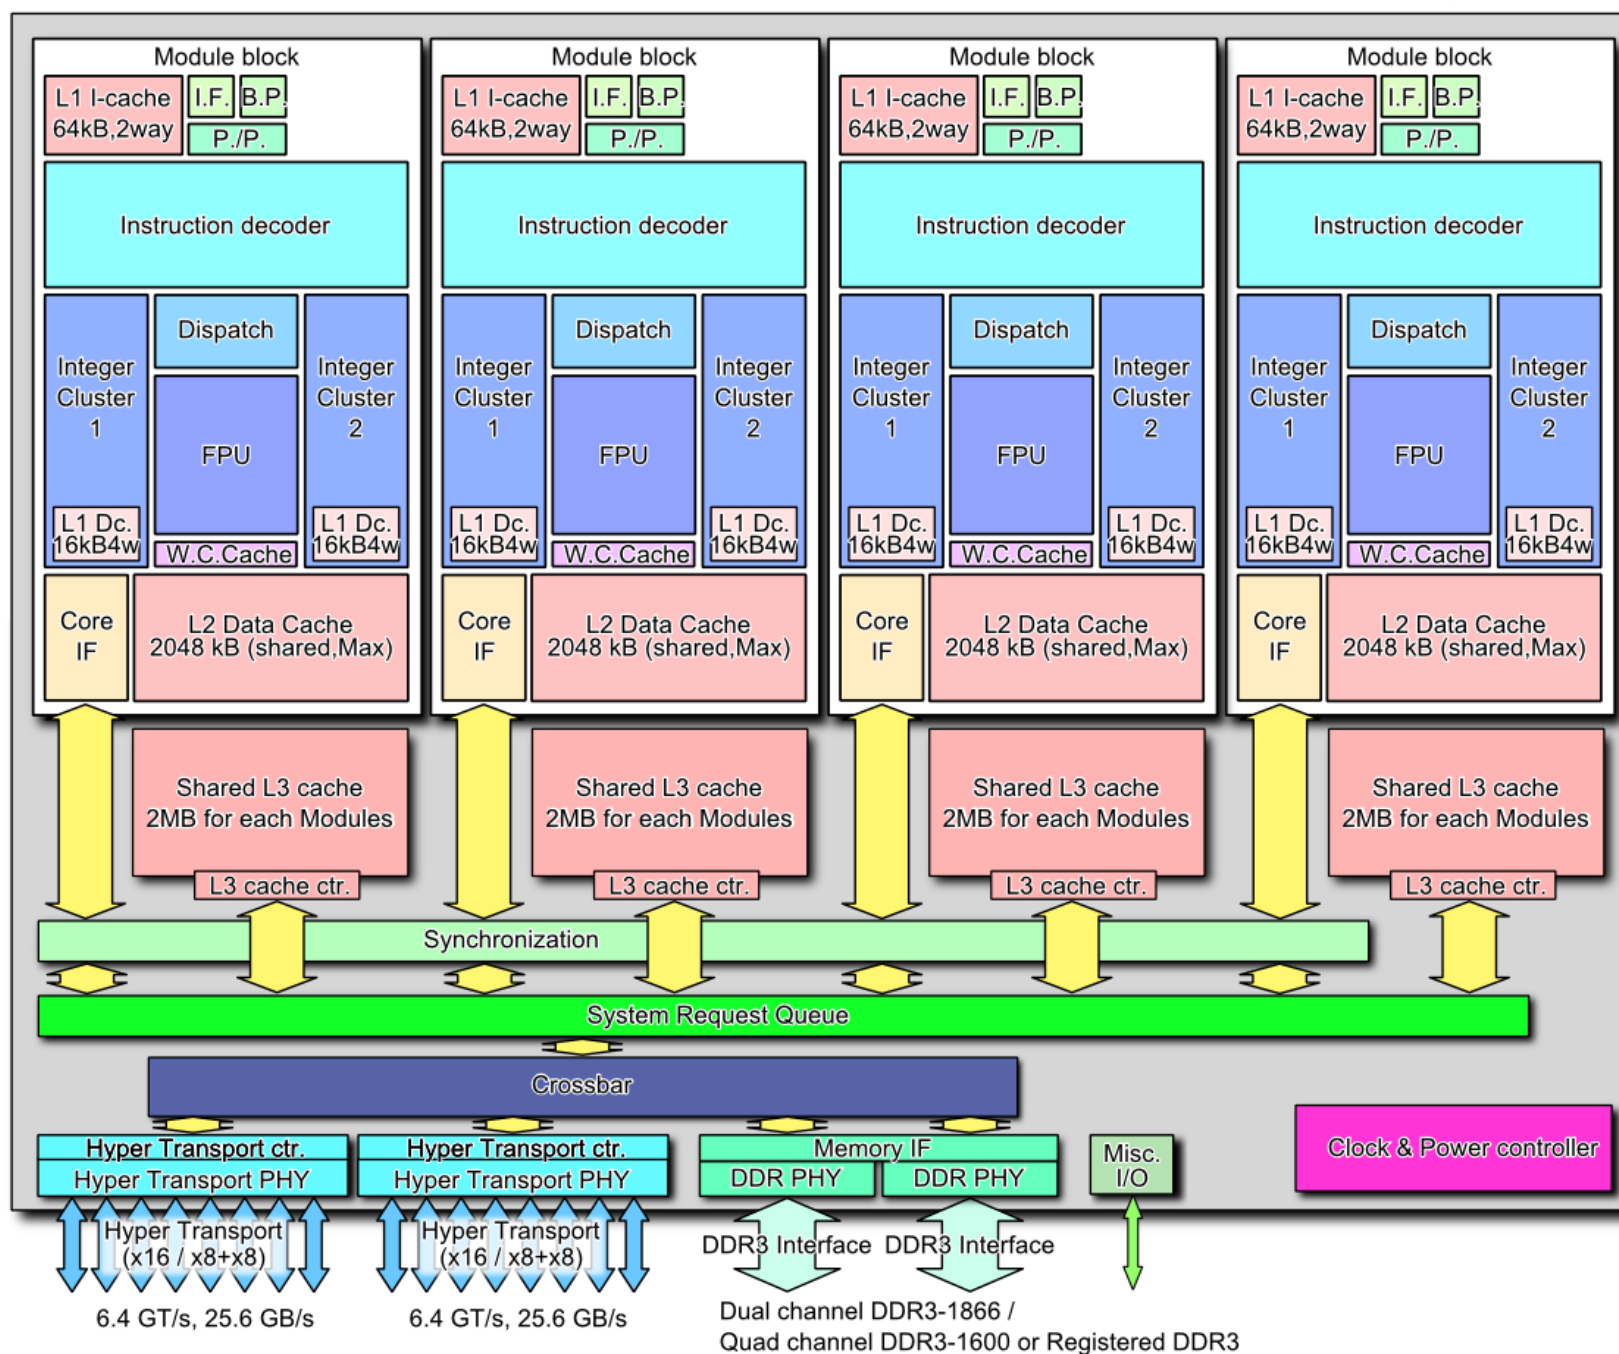 Module block
L1 I-cache
64kB,2way
I.F.
B.P.
P./P.
Instruction decoder
Integer
Cluster
1
Dispatch
FPU
Integer
Cluster
2
L1 Dc.
16kB4w
W.C.Cache
L1 Dc.
16kB4w
Core
IF
L2 Data Cache
2048 kB (shared,Max)
Module block
L1 I-cache
64kB,2way
I.F.
B.P.
P./P.
Instruction decoder
Integer
Cluster
1
Dispatch
FPU
Integer
Cluster
2
L1 Dc.
16kB4w
W.C.Cache
L1 Dc.
16kB4w
Core
IF
L2 Data Cache
2048 kB (shared,Max)
Module block
L1 I-cache
64kB,2way
I.F.
B.P.
P./P.
Instruction decoder
Integer
Cluster
1
Dispatch
FPU
Integer
Cluster
2
L1 Dc.
16kB4w
W.C.Cache
L1 Dc.
16kB4w
Core
IF
L2 Data Cache
2048 kB (shared,Max)
Module block
L1 I-cache
64kB,2way
I.F.
B.P.
P./P.
Instruction decoder
Integer
Cluster
1
Dispatch
FPU
Integer
Cluster
2
L1 Dc.
16kB4w
W.C.Cache
L1 Dc.
16kB4w
Core
IF
L2 Data Cache
2048 kB (shared,Max)
Shared L3 cache
2MB for each Modules
L3 cache ctr.
Shared L3 cache
2MB for each Modules
L3 cache ctr.
Shared L3 cache
2MB for each Modules
L3 cache ctr.
Shared L3 cache
2MB for each Modules
L3 cache ctr.
Synchronization
System Request Queue
Crossbar
Hyper Transport ctr.
Hyper Transport PHY
Hyper Transport
(x16 / x8+x8)
6.4 GT/s, 25.6 GB/s
Hyper Transport ctr.
Hyper Transport PHY
Hyper Transport
(x16 / x8+x8)
6.4 GT/s, 25.6 GB/s
Memory IF
DDR PHY
DDR PHY
DDR3 Interface
DDR3 Interface
Dual channel DDR3-1866 /
Quad channel DDR3-1600 or Registered DDR3
Misc.
I/O
Clock & Power controller